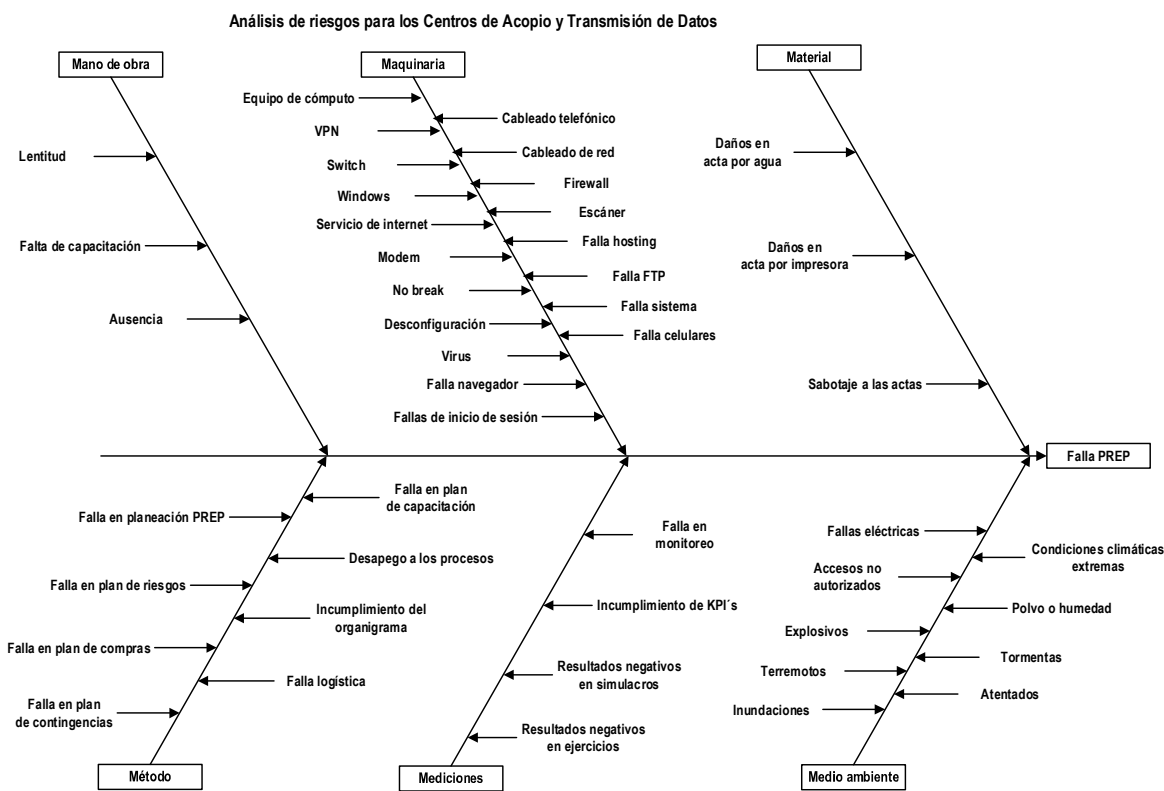 Análisis de riesgos para los Centros de Acopio y Transmisión de Datos
Mano de obra
Lentitud
Falta de capacitación
Ausencia
Maquinaria
Equipo de cómputo
Cableado telefónico
VPN
Cableado de red
Switch
Firewall
Windows
Escáner
Servicio de internet
Falla hosting
Modem
Falla FTP
No break
Falla sistema
Desconfiguración
Falla celulares
Virus
Falla navegador
Fallas de inicio de sesión
Material
Daños en
acta por agua
Daños en
acta por impresora
Sabotaje a las actas
Falla PREP
Falla en plan
de capacitación
Falla en planeación PREP
Desapego a los procesos
Falla en plan de riesgos
Incumplimiento del
organigrama
Falla en plan de compras
Falla logística
Falla en plan
de contingencias
Método
Falla en
monitoreo
Incumplimiento de KPI´s
Resultados negativos
en simulacros
Resultados negativos
en ejercicios
Mediciones
Fallas eléctricas
Condiciones climáticas
extremas
Accesos no
autorizados
Polvo o humedad
Explosivos
Tormentas
Terremotos
Atentados
Inundaciones
Medio ambiente